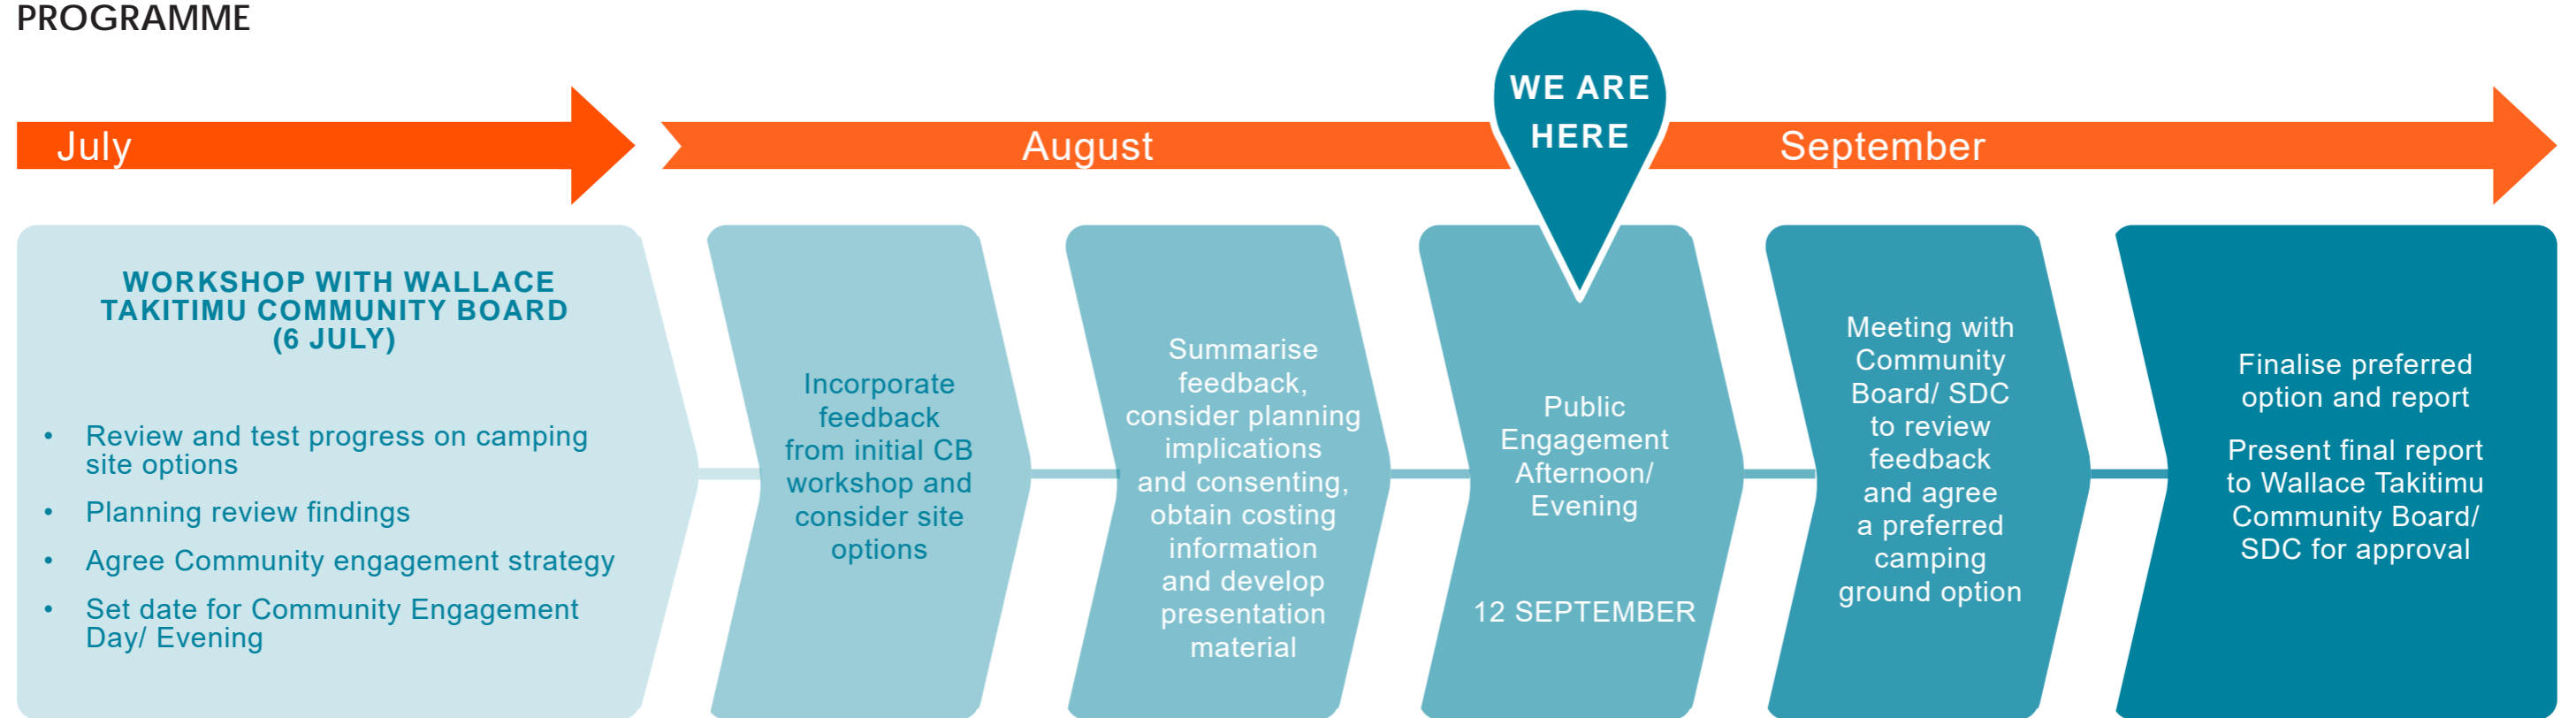 PROGRAMME
WE ARE
HERE
July
August
September
WORKSHOP WITH WALLACE
TAKITIMU COMMUNITY BOARD
(6 JULY)
• Review and test progress on camping
site options
• Planning review findings
• Agree Community engagement strategy
• Set date for Community Engagement
Day/ Evening
Incorporate
feedback
from initial CB
workshop and
consider site
options
Summarise
feedback,
consider planning
implications
and consenting,
obtain costing
information
and develop
presentation
material
Public
Engagement
Afternoon/
Evening
12 SEPTEMBER
Meeting with
Community
Board/ SDC
to review
feedback
and agree
a preferred
camping
ground option
Finalise preferred
option and report
Present final report
to Wallace Takitimu
Community Board/
SDC for approval